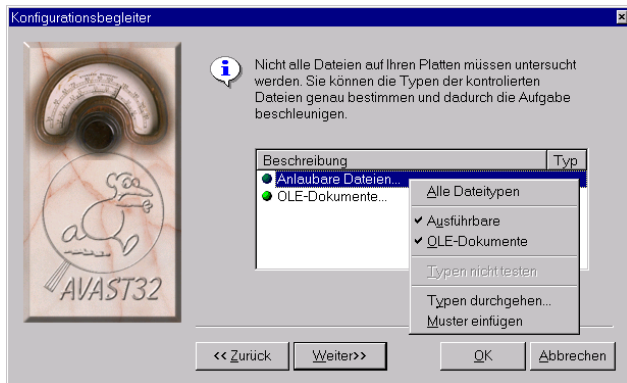 Konfigurationsbegleiter
Nicht alle Dateien auf Ihren Platten müssen untersucht
werden. Sie können die Typen der kontrolierten
Dateien genau bestimmen und dadurch die Aufgabe
beschleunigen.
Beschreibung Typ
Anlaubare Dateien...
OLE-Dokumente...
Alle Dateitypen
Ausführbare
OLE-Dokumente
Typen nicht testen
Typen durchgehen...
Muster einfügen
AVAST32
<< Zurück Weiter>> OK Abbrechen